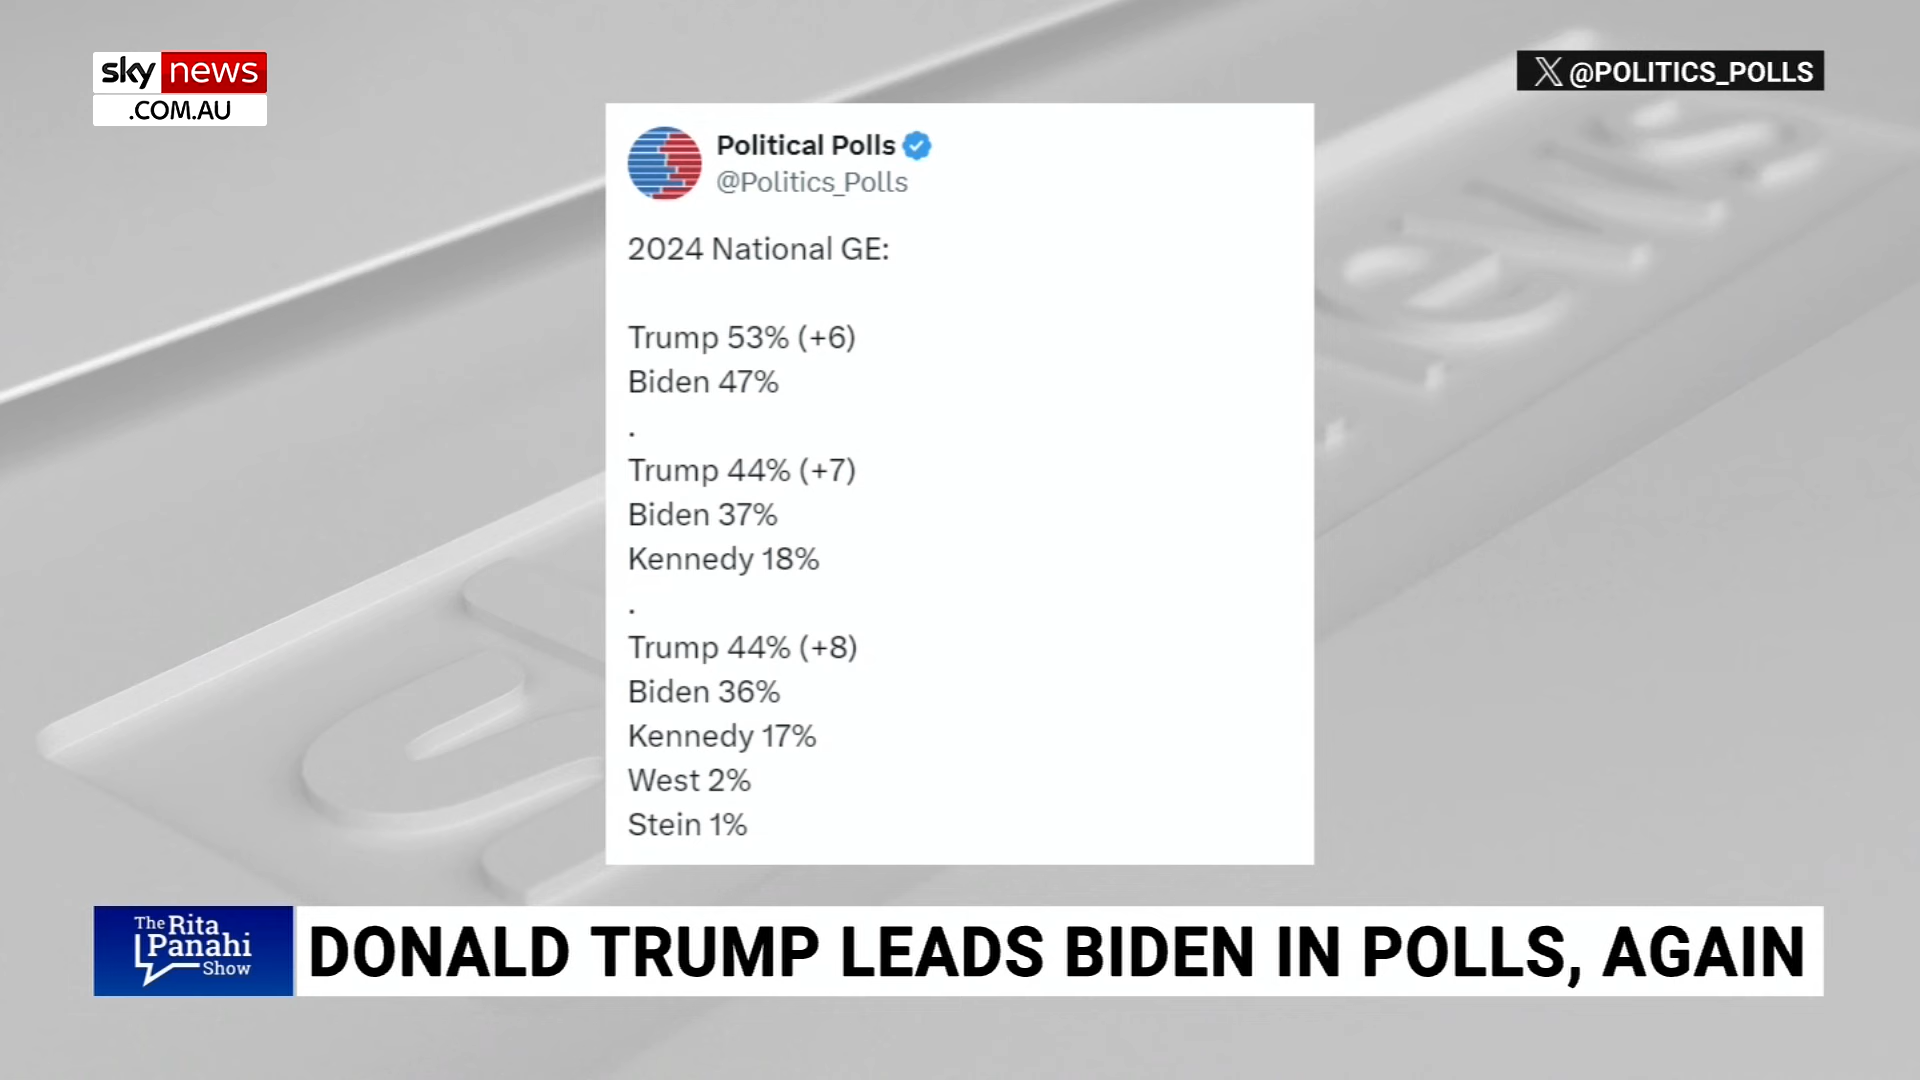 sky news
.COM.AU
X @POLITICS_POLLS
Political Polls
@Politics_Polls
2024 National GE:
Trump 53% (+6)
Biden 47%
.
Trump 44% (+7)
Biden 37%
Kennedy 18%
.
Trump 44% (+8)
Biden 36%
Kennedy 17%
West 2%
Stein 1%
The Rita
Panahi
Show
DONALD TRUMP LEADS BIDEN IN POLLS, AGAIN